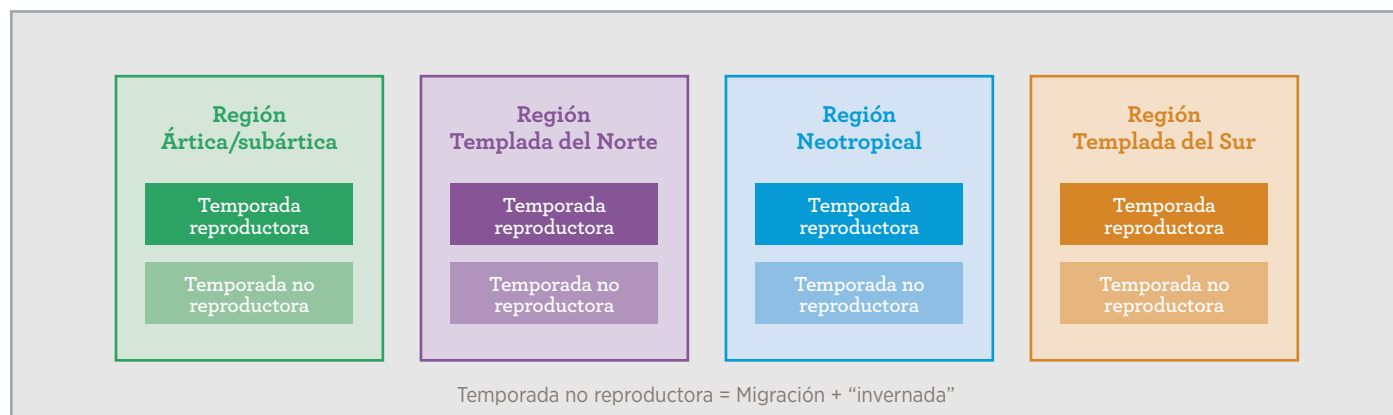 Región
Ártica/subártica
Temporada
reproductora
Temporada no
reproductora
Región
Templada del Norte
Temporada
reproductora
Temporada no
reproductora
Región
Neotropical
Temporada
reproductora
Temporada no
reproductora
Región
Templada del Sur
Temporada
reproductora
Temporada no
reproductora
Temporada no reproductora = Migración + “invernada”